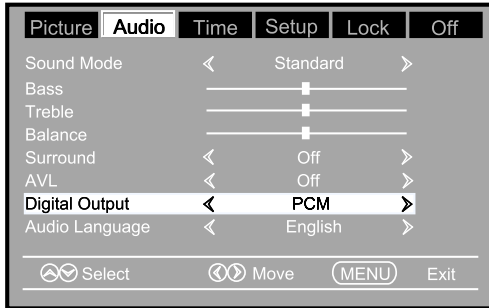 Picture Audio Time Setup Lock Off
Sound Mode Standard
Bass
Treble
Balance
Surround Off
AVL Off
Digital Output PCM
Audio Language English
Select Move MENU Exit